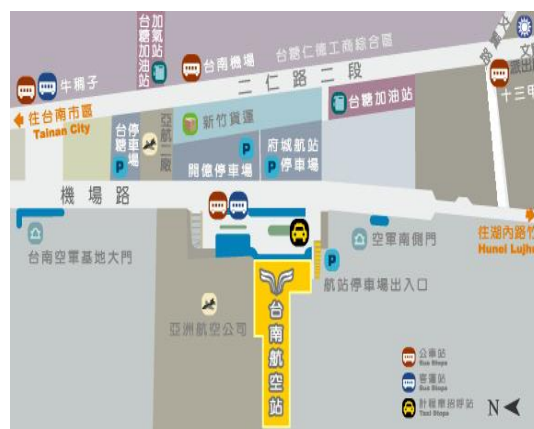 台糖加油站
加氣站
牛稠子
台南機場
台糖仁德工商綜合區
二仁路二段
派出所
十三甲
往台南市區
Tainan City
台糖
停車場
亞航二廠
新竹貨運
台糖加油站
開億停車場
府城航站
停車場
機場路
台南空軍基地大門
空軍南側門
往湖內路竹
Hunei Lujhu
航站停車場出入口
亞洲航空公司
台南航空站
公車站
Bus Stops
客運站
Bus Stops
計程車招呼站
Taxi Stops
N